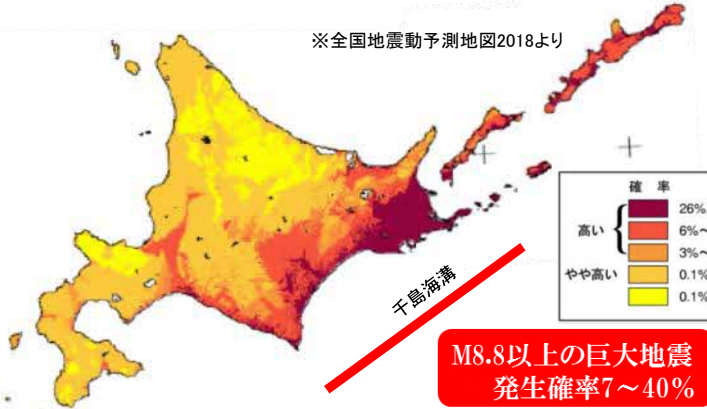 ※全国地震動予測地図2018より
確 率
高い
26%
6%~
3%~
やや高い
0.1%
0.1%
千島海溝
M8.8以上の巨大地震
発生確率7~40%